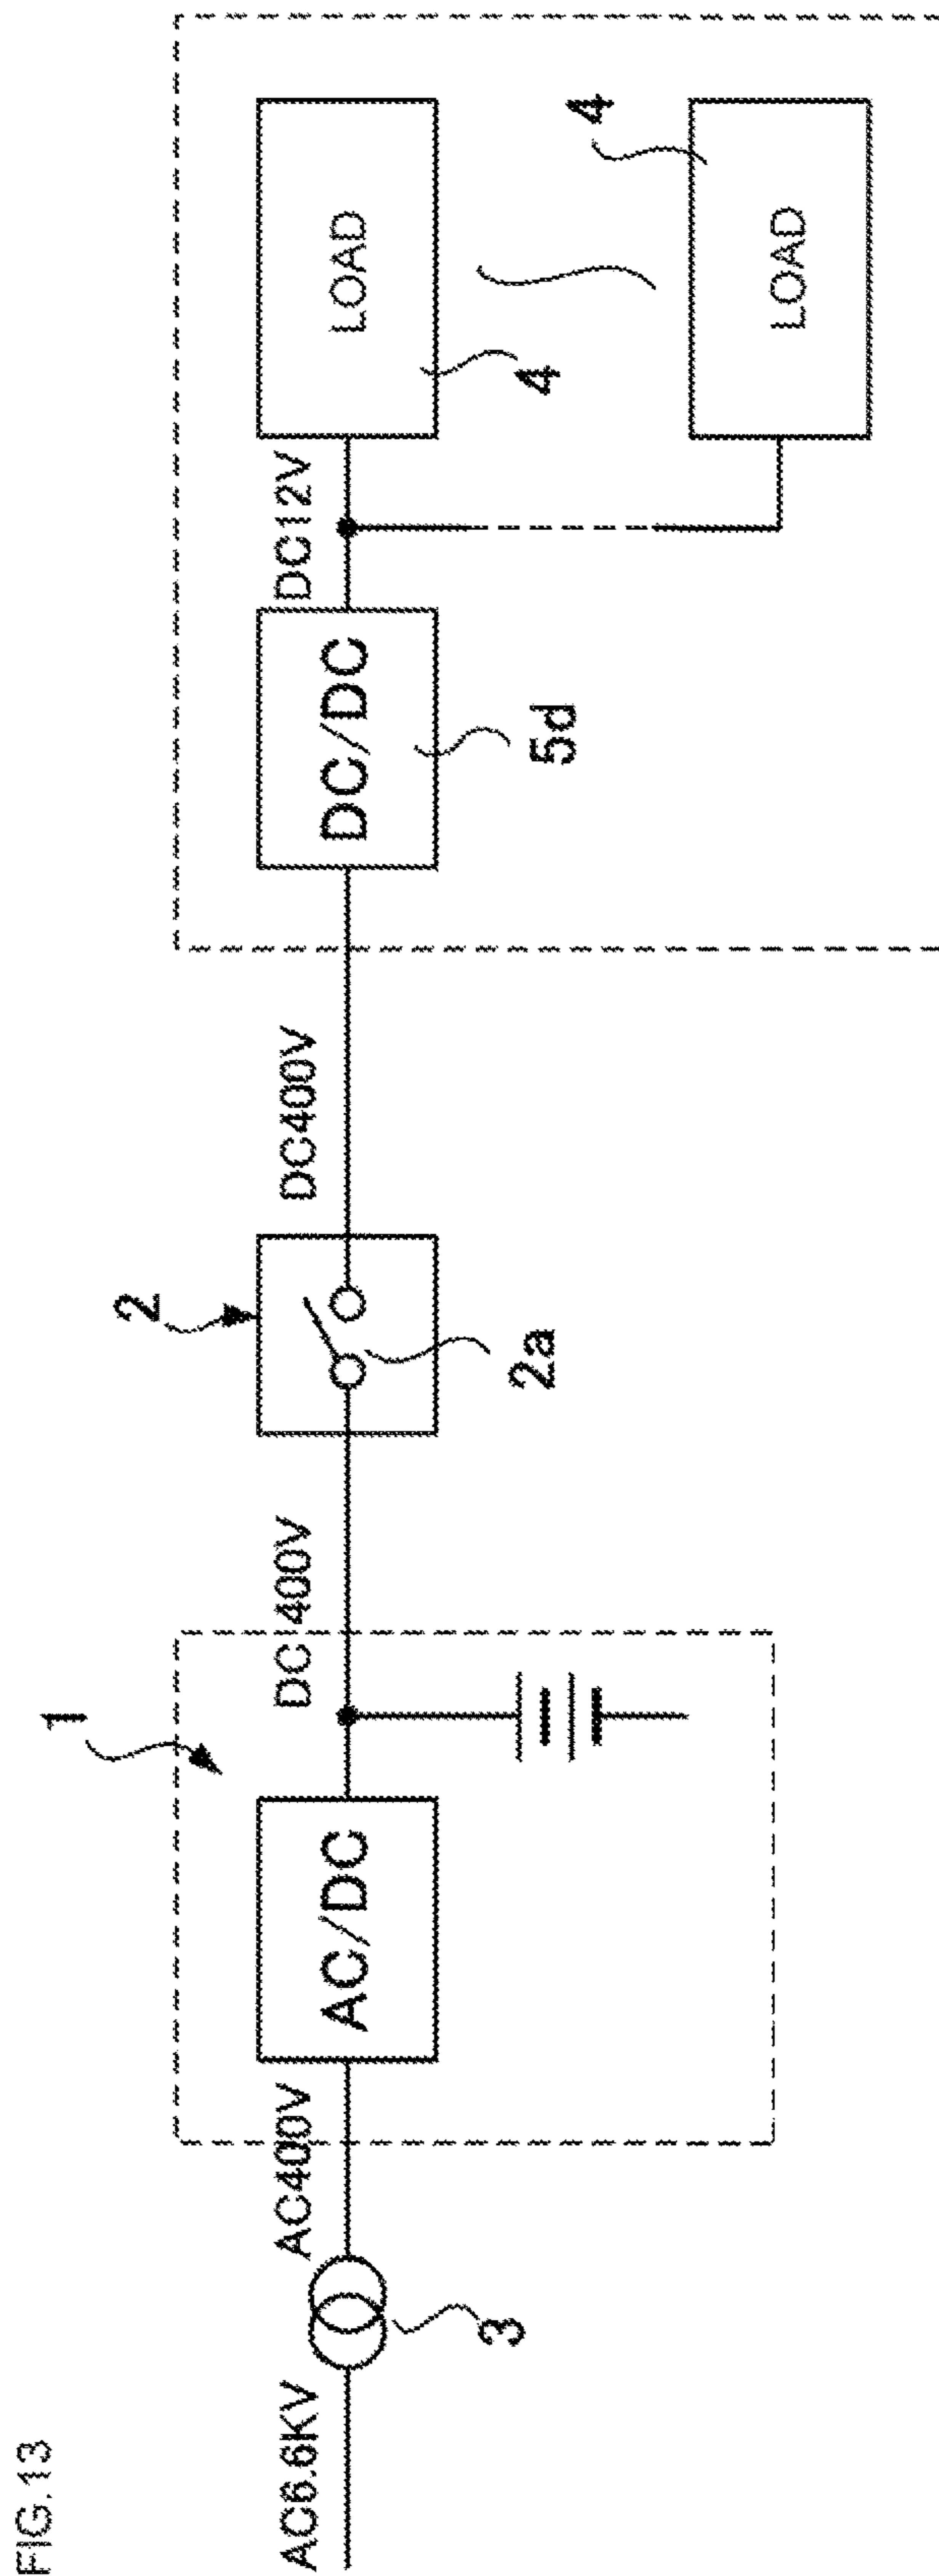 FIG.13
AC6.6KV
3
AC400V
1
AC/DC
DC 400V
2
2a
DC400V
DC/DC
5d
DC12V
LOAD
4
4
LOAD